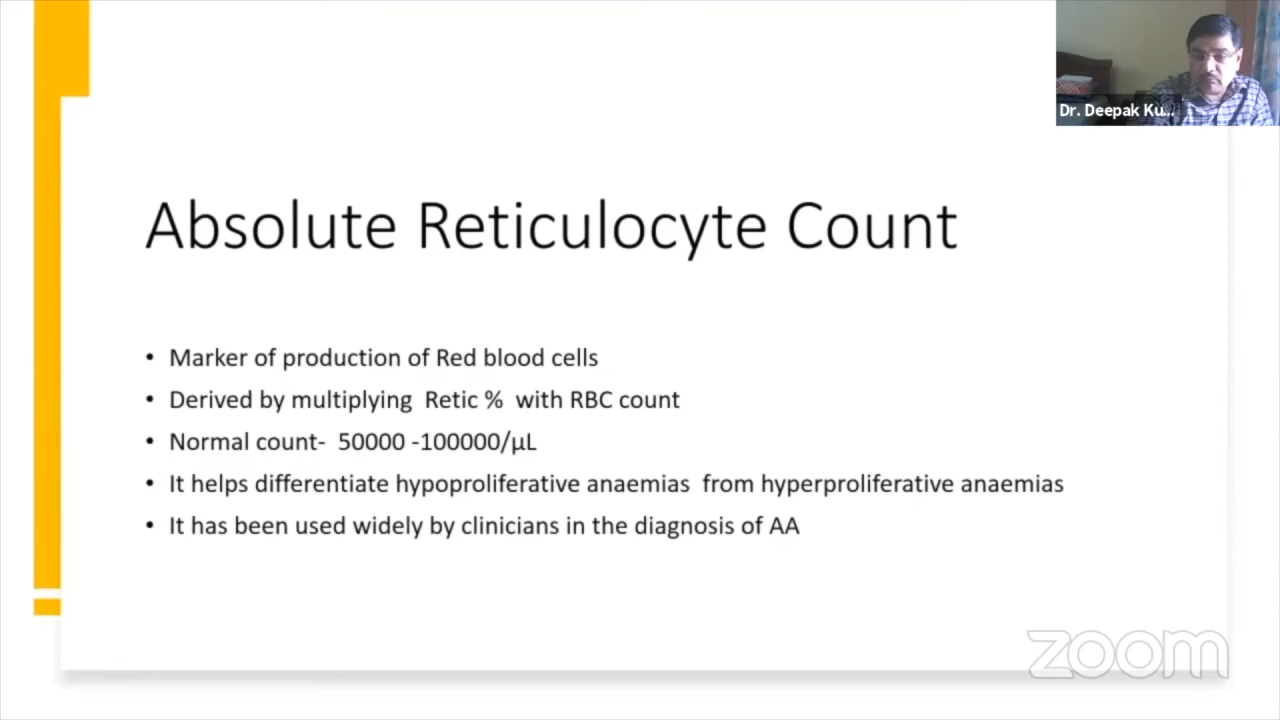 Dr. Deepak Ku...
Absolute Reticulocyte Count
• Marker of production of Red blood cells
• Derived by multiplying Retic % with RBC count
• Normal count- 50000 -100000/µL
• It helps differentiate hypoproliferative anaemias from hyperproliferative anaemias
• It has been used widely by clinicians in the diagnosis of AA
zoom